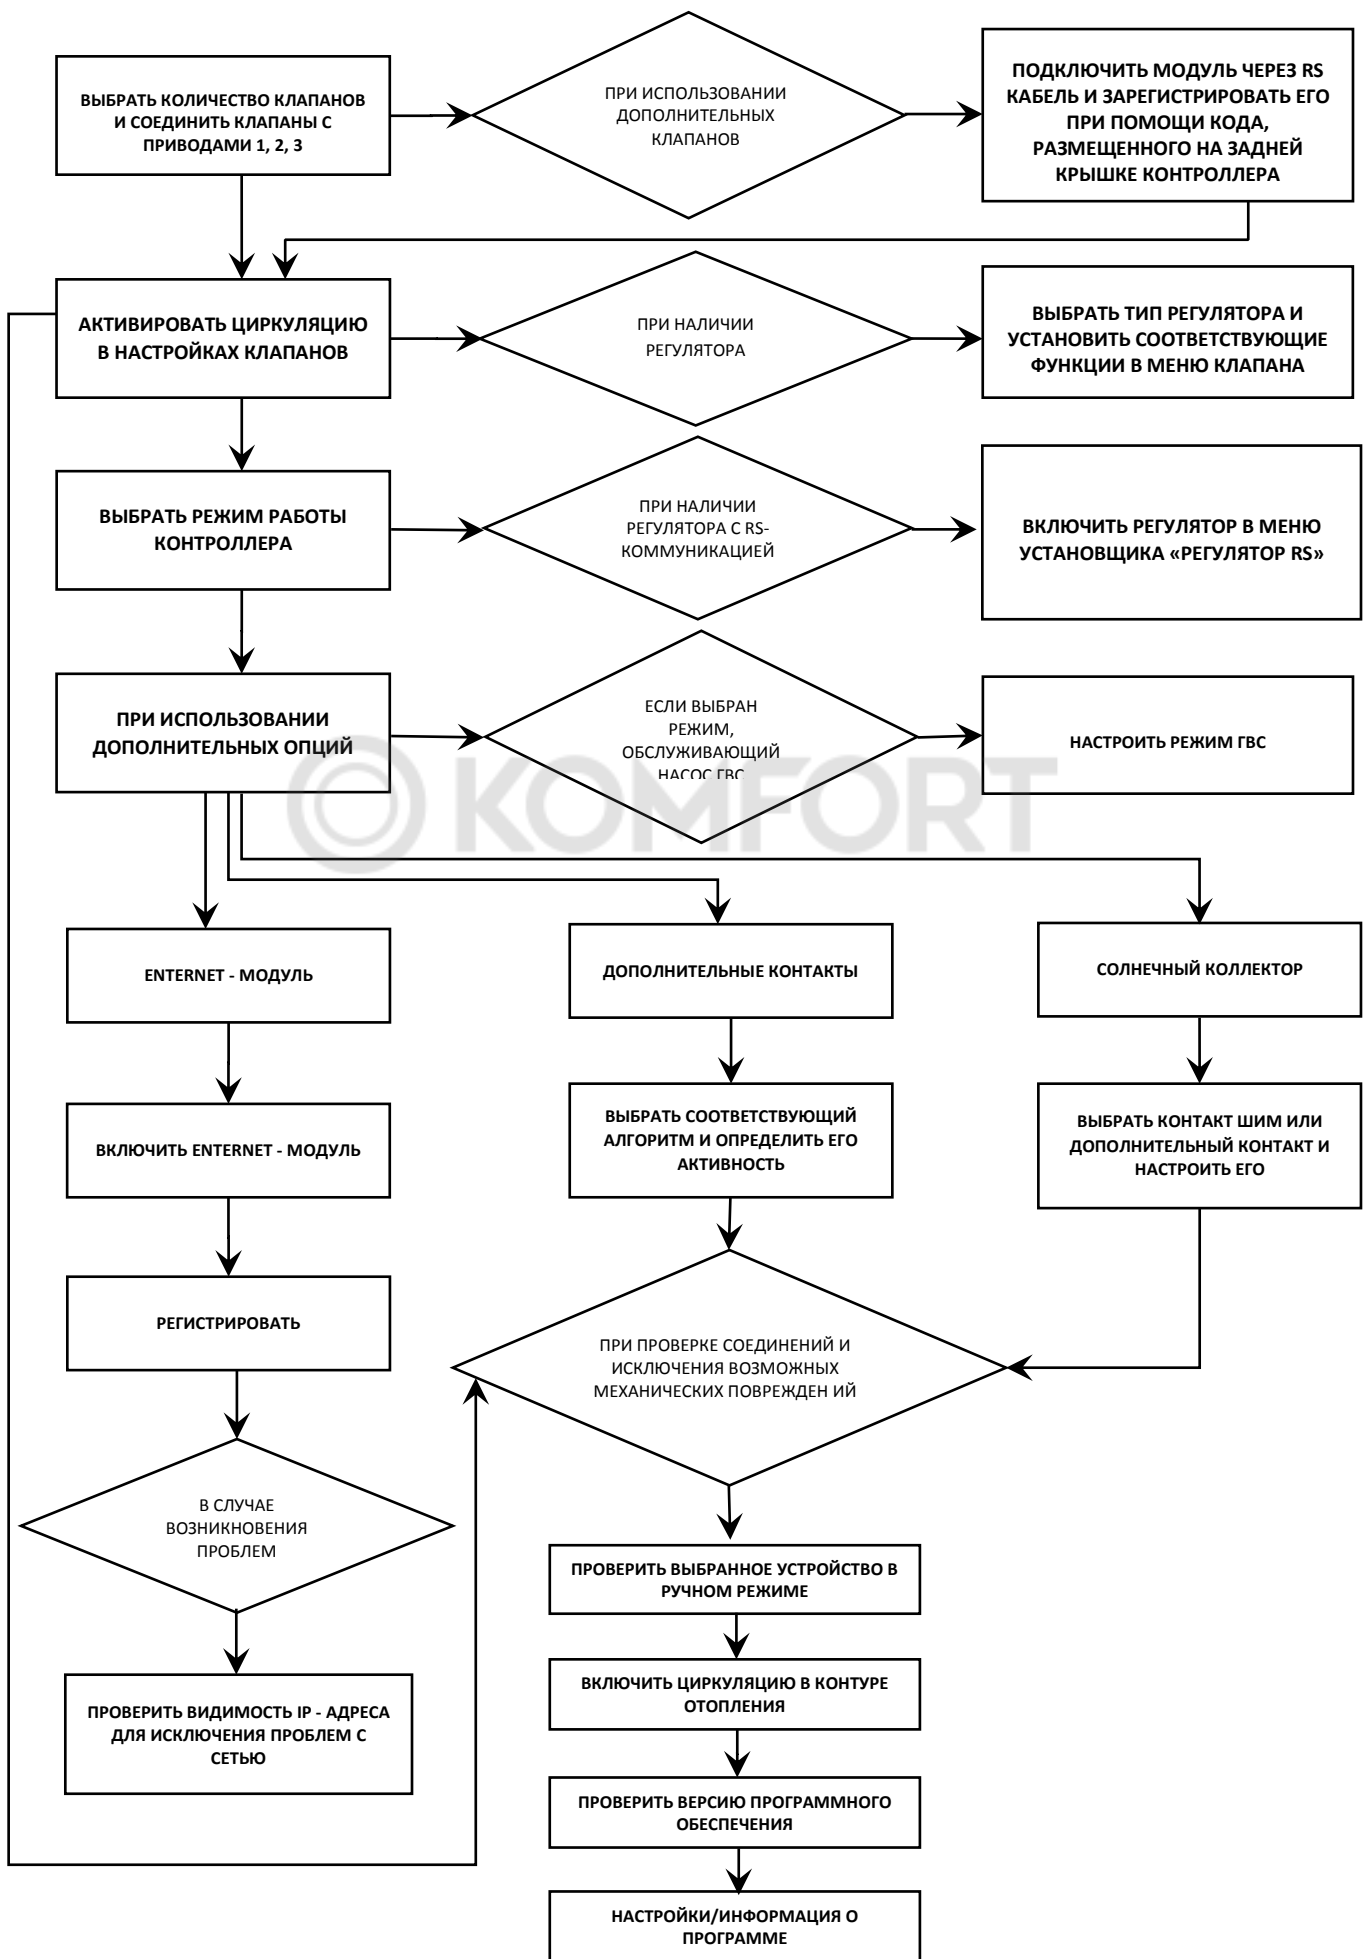 ВЫБРАТЬ КОЛИЧЕСТВО КЛАПАНОВ
И СОЕДИНИТЬ КЛАПАНЫ С
ПРИВОДАМИ 1, 2, 3
ПРИ ИСПОЛЬЗОВАНИИ
ДОПОЛНИТЕЛЬНЫХ
КЛАПАНОВ
ПОДКЛЮЧИТЬ МОДУЛЬ ЧЕРЕЗ RS
КАБЕЛЬ И ЗАРЕГИСТРИРОВАТЬ ЕГО
ПРИ ПОМОЩИ КОДА,
РАЗМЕЩЕННОГО НА ЗАДНЕЙ
КРЫШКЕ КОНТРОЛЛЕРА
АКТИВИРОВАТЬ ЦИРКУЛЯЦИЮ
В НАСТРОЙКАХ КЛАПАНОВ
ПРИ НАЛИЧИИ
РЕГУЛЯТОРА
ВЫБРАТЬ ТИП РЕГУЛЯТОРА И
УСТАНОВИТЬ СООТВЕТСТВУЮЩИЕ
ФУНКЦИИ В МЕНЮ КЛАПАНА
ВЫБРАТЬ РЕЖИМ РАБОТЫ
КОНТРОЛЛЕРА
ПРИ НАЛИЧИИ
РЕГУЛЯТОРА С RS-
КОММУНИКАЦИЕЙ
ВКЛЮЧИТЬ РЕГУЛЯТОР В МЕНЮ
УСТАНОВЩИКА «РЕГУЛЯТОР RS»
ПРИ ИСПОЛЬЗОВАНИИ
ДОПОЛНИТЕЛЬНЫХ ОПЦИЙ
ЕСЛИ ВЫБРАН
РЕЖИМ,
ОБСЛУЖИВАЮЩИЙ
НАСОС ГВС
НАСТРОИТЬ РЕЖИМ ГВС
KOMFORT
ENTERNET - МОДУЛЬ
ДОПОЛНИТЕЛЬНЫЕ КОНТАКТЫ
СОЛНЕЧНЫЙ КОЛЛЕКТОР
ВКЛЮЧИТЬ ENTERNET - МОДУЛЬ
ВЫБРАТЬ СООТВЕТСТВУЮЩИЙ
АЛГОРИТМ И ОПРЕДЕЛИТЬ ЕГО
АКТИВНОСТЬ
ВЫБРАТЬ КОНТАКТ ШИМ ИЛИ
ДОПОЛНИТЕЛЬНЫЙ КОНТАКТ И
НАСТРОИТЬ ЕГО
РЕГИСТРИРОВАТЬ
ПРИ ПРОВЕРКЕ СОЕДИНЕНИЙ И
ИСКЛЮЧЕНИЯ ВОЗМОЖНЫХ
МЕХАНИЧЕСКИХ ПОВРЕЖДЕН ИЙ
В СЛУЧАЕ
ВОЗНИКНОВЕНИЯ
ПРОБЛЕМ
ПРОВЕРИТЬ ВЫБРАННОЕ УСТРОЙСТВО В
РУЧНОМ РЕЖИМЕ
ВКЛЮЧИТЬ ЦИРКУЛЯЦИЮ В КОНТУРЕ
ОТОПЛЕНИЯ
ПРОВЕРИТЬ ВИДИМОСТЬ IP - АДРЕСА
ДЛЯ ИСКЛЮЧЕНИЯ ПРОБЛЕМ С
СЕТЬЮ
ПРОВЕРИТЬ ВЕРСИЮ ПРОГРАММНОГО
ОБЕСПЕЧЕНИЯ
НАСТРОЙКИ/ИНФОРМАЦИЯ О
ПРОГРАММЕ